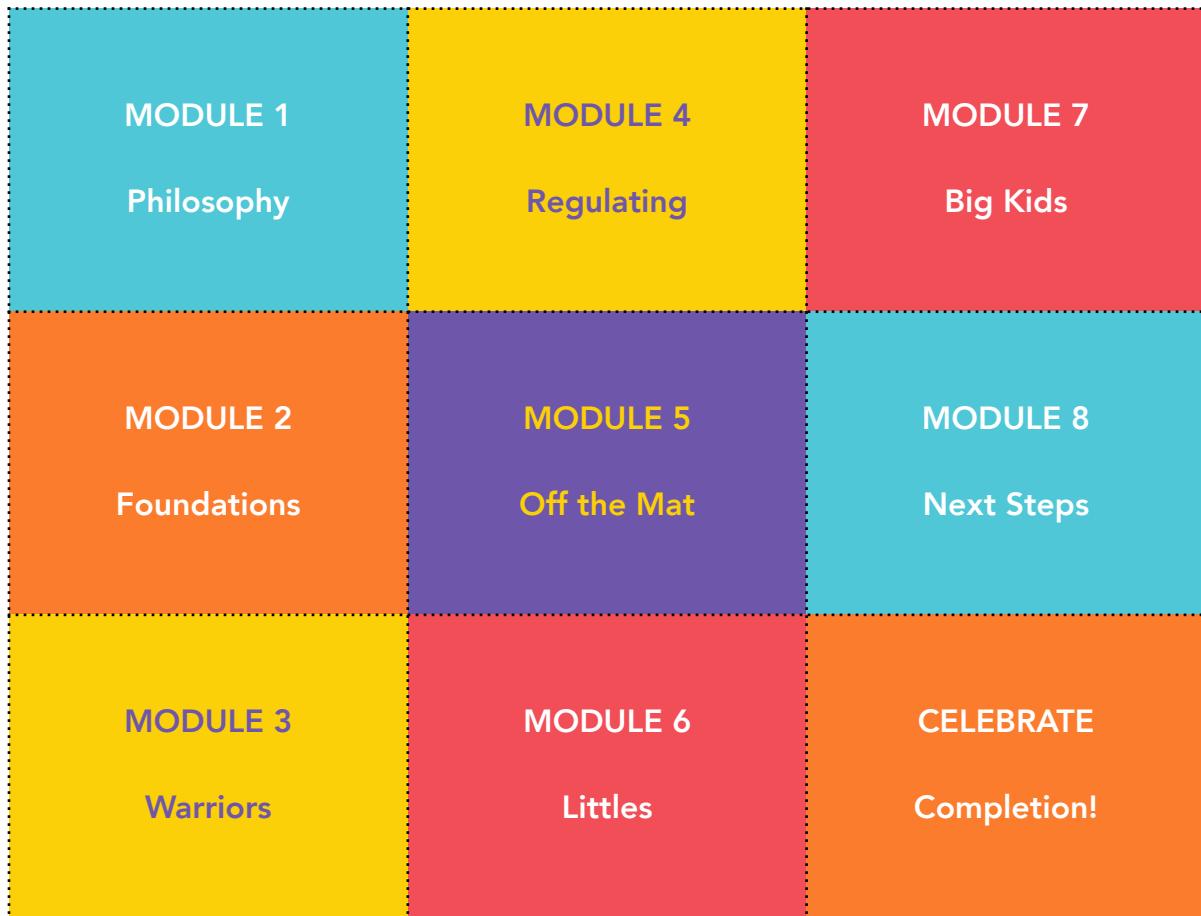 MODULE 1
Philosophy
MODULE 2
Foundations
MODULE 3
Warriors
MODULE 4
Regulating
MODULE 5
Off the Mat
MODULE 6
Littles
MODULE 7
Big Kids
MODULE 8
Next Steps
CELEBRATE
Completion!